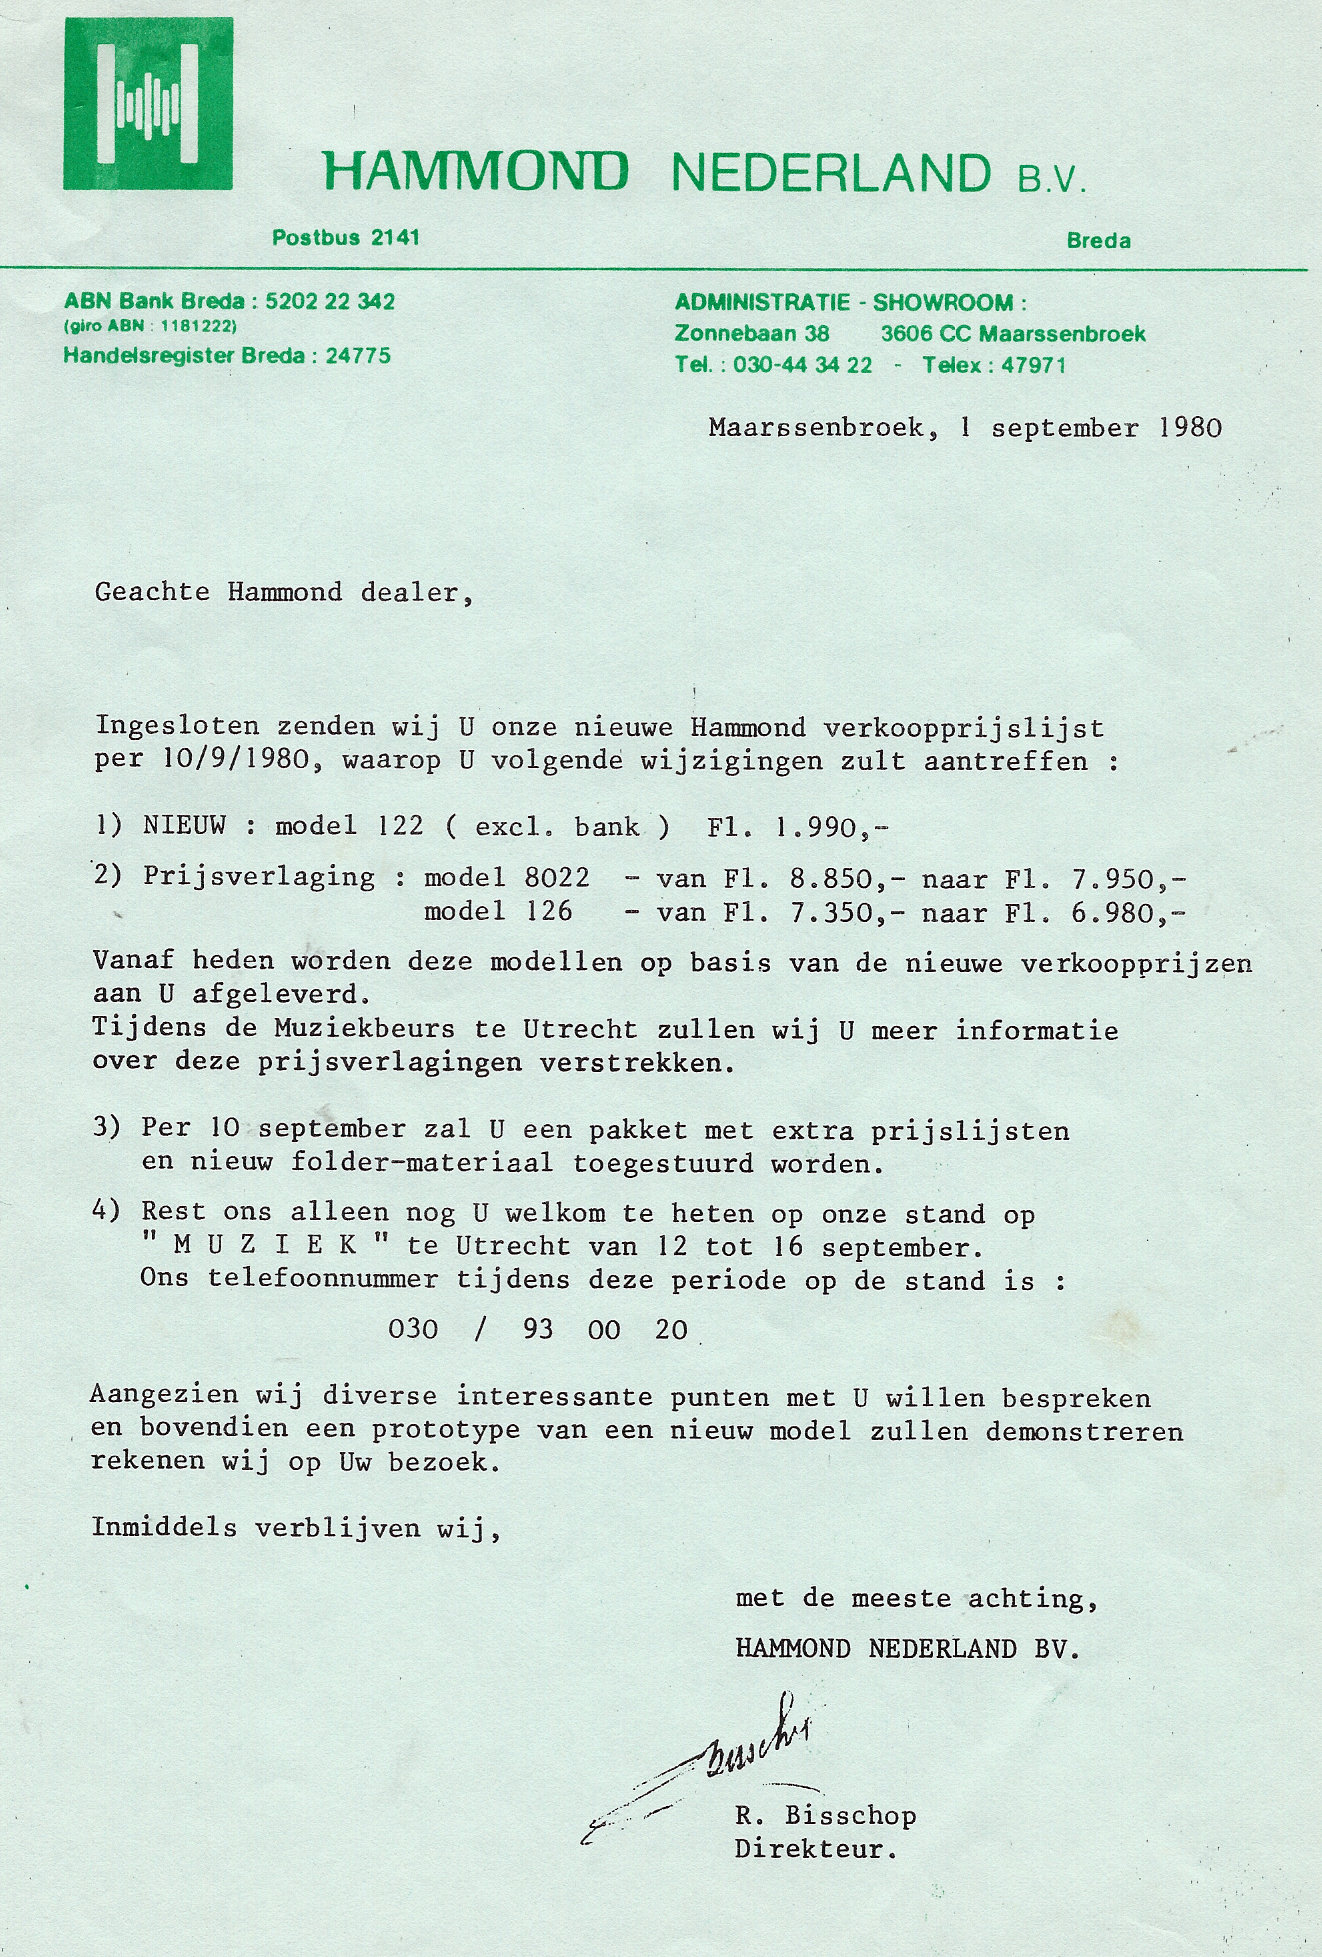 HAMMOND NEDERLAND B.V.
Postbus 2141 Breda
ABN Bank Breda : 5202 22 342
(giro ABN : 1181222)
Handelsregister Breda : 24775
ADMINISTRATIE - SHOWROOM :
Zonnebaan 38 3606 CC Maarssenbroek
Tel. : 030-44 34 22 - Telex : 47971
Maarssenbroek, 1 september 1980
Geachte Hammond dealer,
Ingesloten zenden wij U onze nieuwe Hammond verkoopprijslijst
per 10/9/1980, waarop U volgende wijzigingen zult aantreffen :
1) NIEUW : model 122 ( excl. bank ) Fl. 1.990,-
2) Prijsverlaging : model 8022 - van Fl. 8.850,- naar Fl. 7.950,-
model 126 - van Fl. 7.350,- naar Fl. 6.980,-
Vanaf heden worden deze modellen op basis van de nieuwe verkoopprijzen
aan U afgeleverd.
Tijdens de Muziekbeurs te Utrecht zullen wij U meer informatie
over deze prijsverlagingen verstrekken.
3) Per 10 september zal U een pakket met extra prijslijsten
en nieuw folder-materiaal toegestuurd worden.
4) Rest ons alleen nog U welkom te heten op onze stand op
" M U Z I E K " te Utrecht van 12 tot 16 september.
Ons telefoonnummer tijdens deze periode op de stand is :
030 / 93 00 20
Aangezien wij diverse interessante punten met U willen bespreken
en bovendien een prototype van een nieuw model zullen demonstreren
rekenen wij op Uw bezoek.
Inmiddels verblijven wij,
met de meeste achting,
HAMMOND NEDERLAND BV.
R. Bisschop
Direkteur.